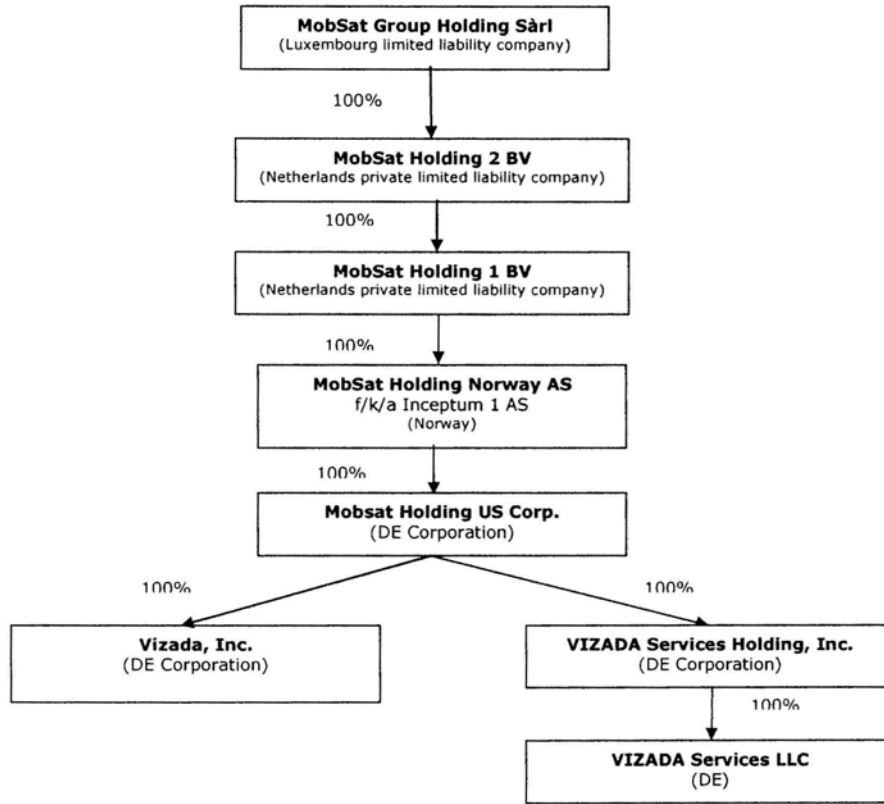 MobSat Group Holding Sàrl
(Luxembourg limited liability company)
100%
MobSat Holding 2 BV
(Netherlands private limited liability company)
100%
MobSat Holding 1 BV
(Netherlands private limited liability company)
100%
MobSat Holding Norway AS
f/k/a Inceptum 1 AS
(Norway)
100%
Mobsat Holding US Corp.
(DE Corporation)
100%
100%
Vizada, Inc.
(DE Corporation)
VIZADA Services Holding, Inc.
(DE Corporation)
100%
VIZADA Services LLC
(DE)